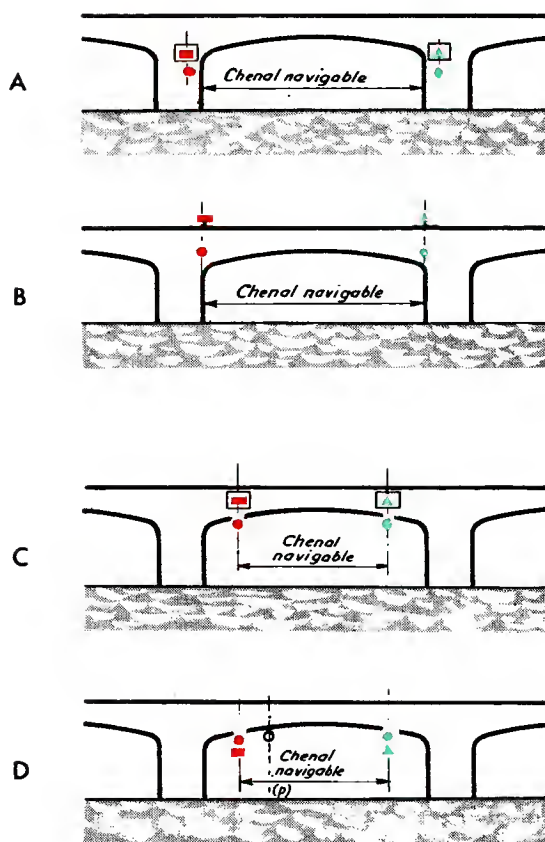 A
Chenal navigable
B
Chenal navigable
C
Chenal
navigable
D
Chenal
navigable
(p)